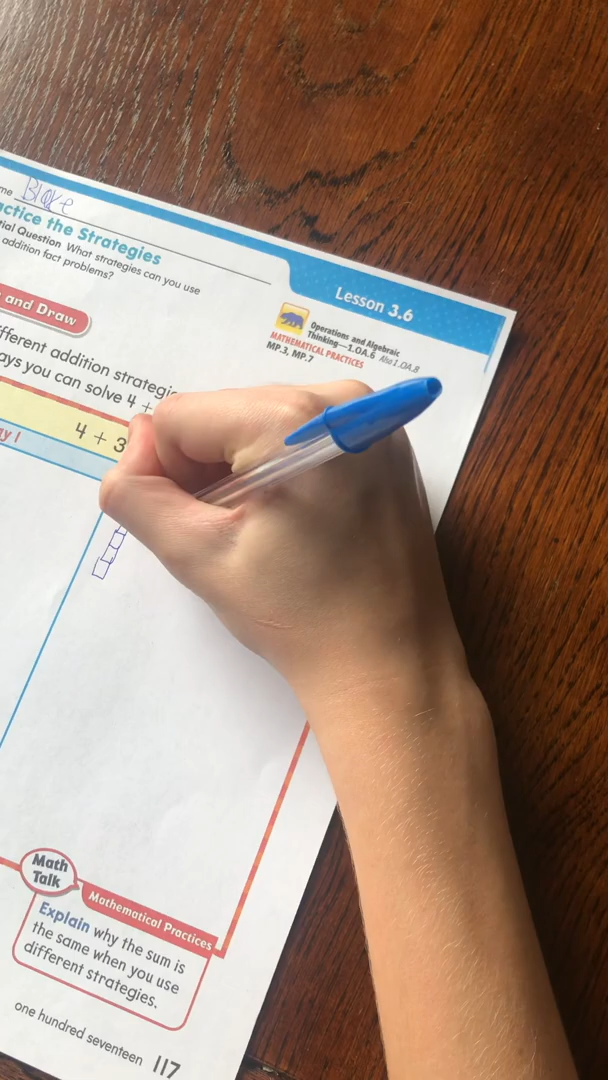 me Blake
actice the Strategies
tial Question What strategies can you use
addition fact problems?
Lesson 3.6
Operations and Algebraic
Thinking—1.OA.6 Also 1.OA.8
MATHEMATICAL PRACTICES
MP.3, MP.7
and Draw
fferent addition strategie
ays you can solve 4 +
ay 1
4 + 3
Math
Talk
Mathematical Practices
Explain why the sum is
the same when you use
different strategies.
one hundred seventeen 117